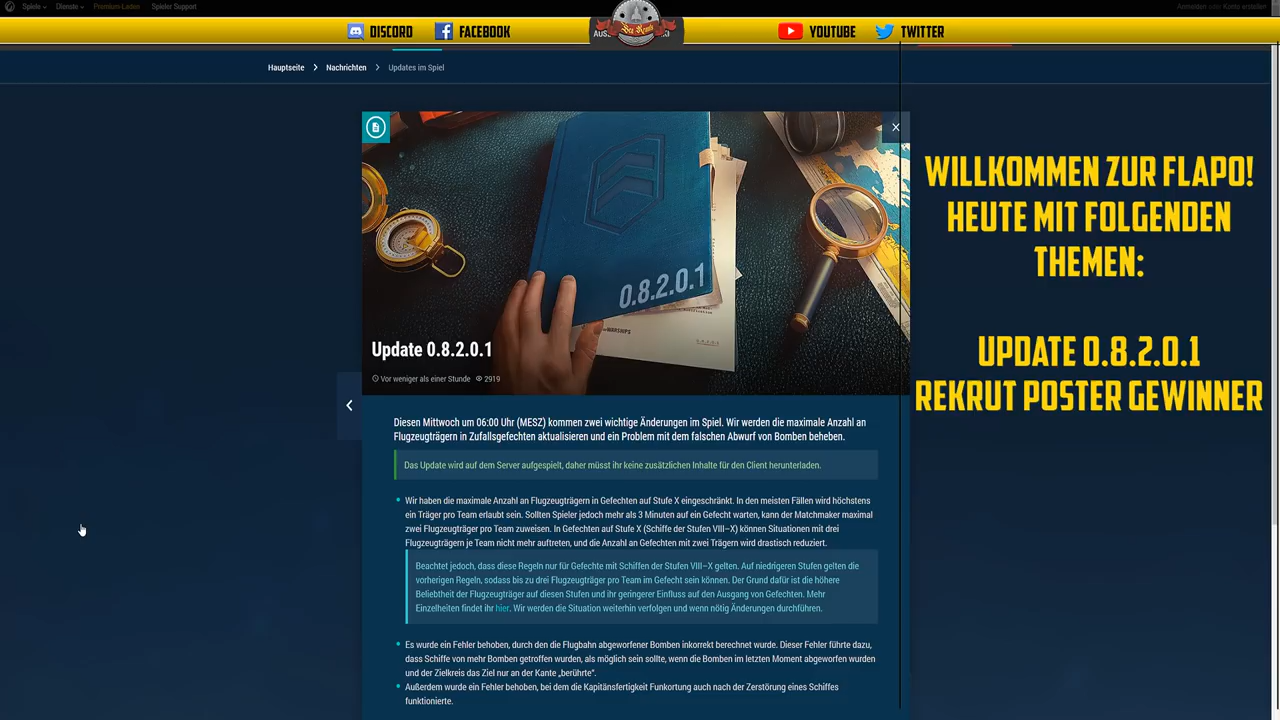 Spiele
Dienste
Premium-Laden
Spieler Support
Anmelden oder Konto erstellen
DISCORD
FACEBOOK
YOUTUBE
TWITTER
Hauptseite
Nachrichten
Updates im Spiel
0.8.2.0.1
Update 0.8.2.0.1
Vor weniger als einer Stunde 2919
WILLKOMMEN ZUR FLAPO!
HEUTE MIT FOLGENDEN
THEMEN:
UPDATE 0.8.2.0.1
REKRUT POSTER GEWINNER
Diesen Mittwoch um 06:00 Uhr (MESZ) kommen zwei wichtige Änderungen im Spiel. Wir werden die maximale Anzahl an
Flugzeugträgern in Zufallsgefechten aktualisieren und ein Problem mit dem falschen Abwurf von Bomben beheben.
Das Update wird auf dem Server aufgespielt, daher müsst ihr keine zusätzlichen Inhalte für den Client herunterladen.
Wir haben die maximale Anzahl an Flugzeugträgern in Gefechten auf Stufe X eingeschränkt. In den meisten Fällen wird höchstens
ein Träger pro Team erlaubt sein. Sollten Spieler jedoch mehr als 3 Minuten auf ein Gefecht warten, kann der Matchmaker maximal
zwei Flugzeugträger pro Team zuweisen. In Gefechten auf Stufe X (Schiffe der Stufen VIII–X) können Situationen mit drei
Flugzeugträgern je Team nicht mehr auftreten, und die Anzahl an Gefechten mit zwei Trägern wird drastisch reduziert.
Beachtet jedoch, dass diese Regeln nur für Gefechte mit Schiffen der Stufen VIII–X gelten. Auf niedrigeren Stufen gelten die
vorherigen Regeln, sodass bis zu drei Flugzeugträger pro Team im Gefecht sein können. Der Grund dafür ist die höhere
Beliebtheit der Flugzeugträger auf diesen Stufen und ihr geringerer Einfluss auf den Ausgang von Gefechten. Mehr
Einzelheiten findet ihr hier. Wir werden die Situation weiterhin verfolgen und wenn nötig Änderungen durchführen.
Es wurde ein Fehler behoben, durch den die Flugbahn abgeworfener Bomben inkorrekt berechnet wurde. Dieser Fehler führte dazu,
dass Schiffe von mehr Bomben getroffen wurden, als möglich sein sollte, wenn die Bomben im letzten Moment abgeworfen wurden
und der Zielkreis das Ziel nur an der Kante „berührte“.
Außerdem wurde ein Fehler behoben, bei dem die Kapitänsfertigkeit Funkortung auch nach der Zerstörung eines Schiffes
funktionierte.